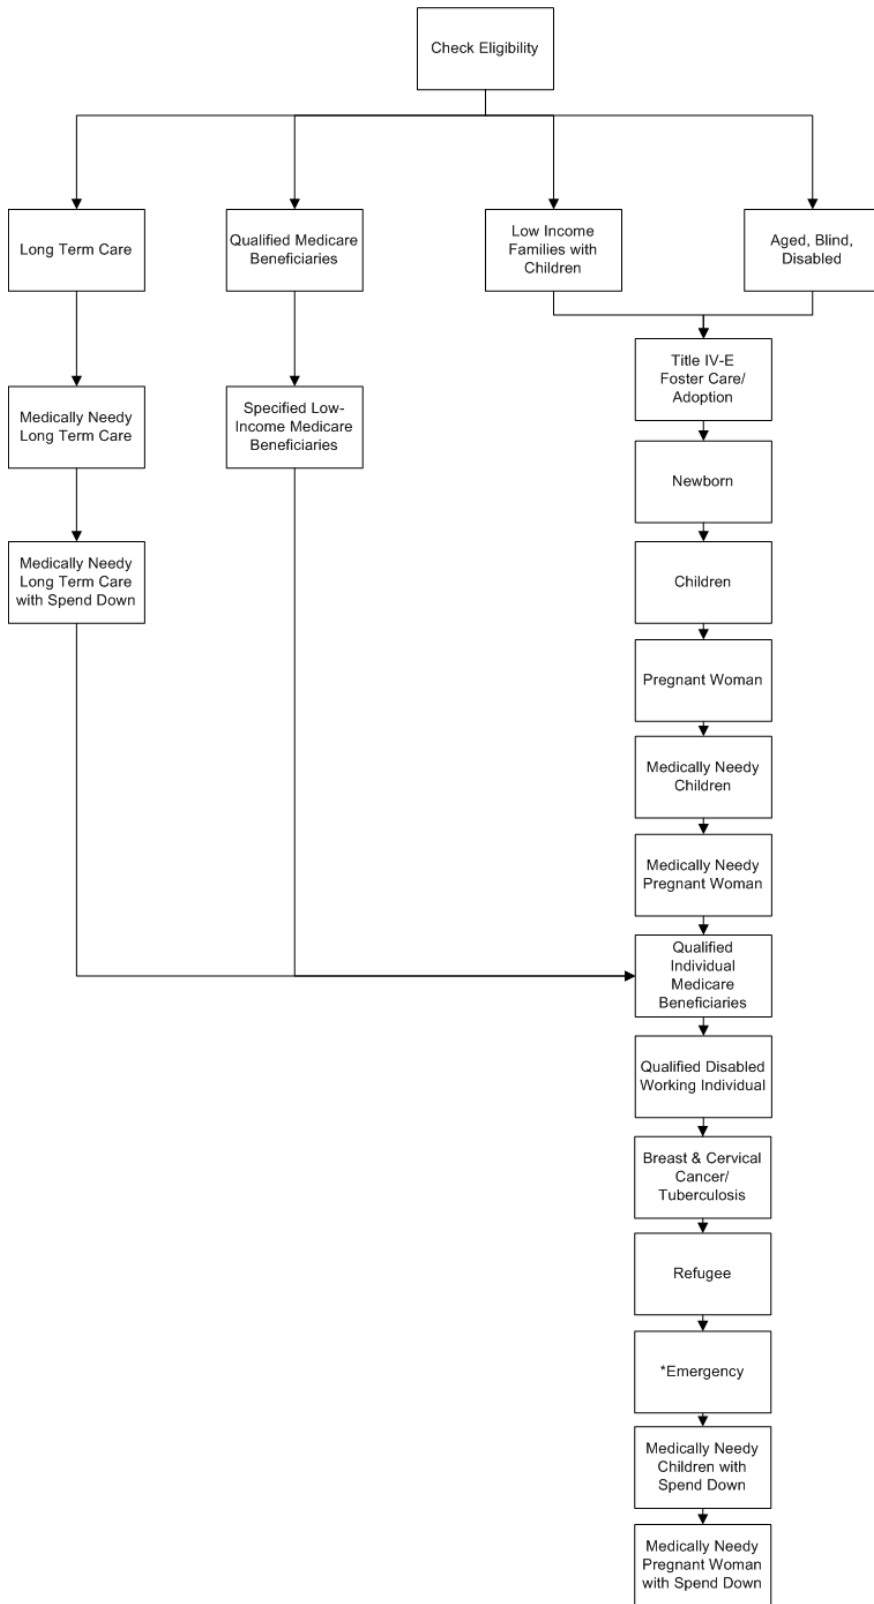 Check Eligibility
Long Term Care
Qualified Medicare
Beneficiaries
Low Income
Families with
Children
Aged, Blind,
Disabled
Title IV-E
Foster Care/
Adoption
Medically Needy
Long Term Care
Specified Low-
Income Medicare
Beneficiaries
Newborn
Medically Needy
Long Term Care
with Spend Down
Children
Pregnant Woman
Medically Needy
Children
Medically Needy
Pregnant Woman
Qualified
Individual
Medicare
Beneficiaries
Qualified Disabled
Working Individual
Breast & Cervical
Cancer/
Tuberculosis
Refugee
*Emergency
Medically Needy
Children with
Spend Down
Medically Needy
Pregnant Woman
with Spend Down